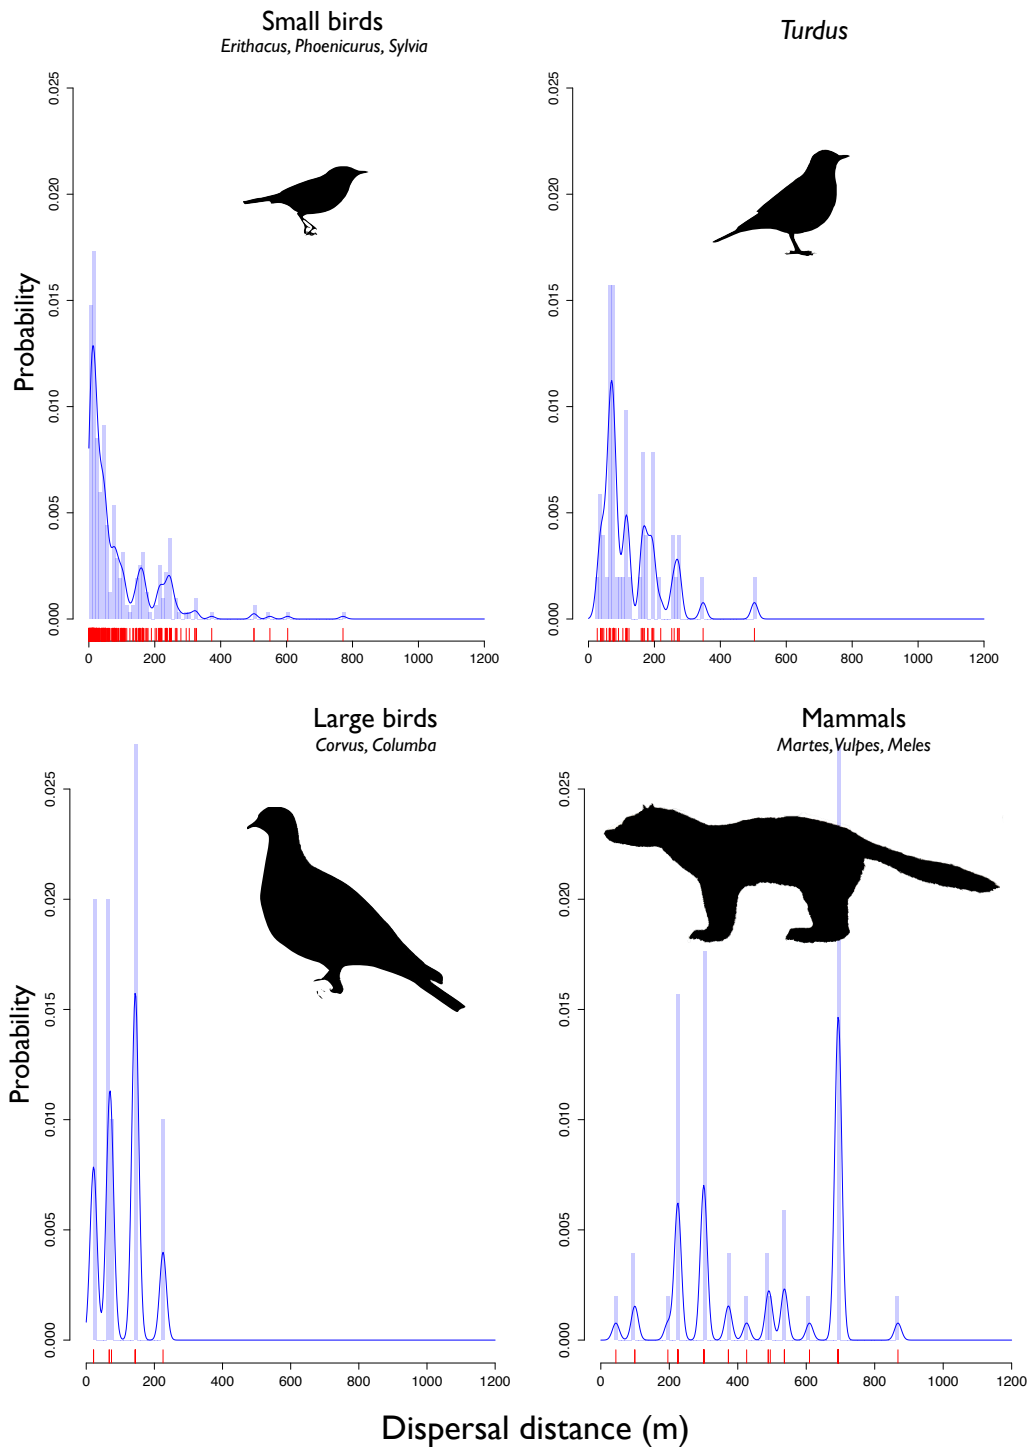 Small birds
Erithacus, Phoenicurus, Sylvia
Turdus
Probability
0.000 0.005 0.010 0.015 0.020 0.025
0 200 400 600 800 1000 1200
0.000 0.005 0.010 0.015 0.020 0.025
0 200 400 600 800 1000 1200
Large birds
Corvus, Columba
Mammals
Martes, Vulpes, Meles
Probability
0.000 0.005 0.010 0.015 0.020 0.025
0 200 400 600 800 1000 1200
0.000 0.005 0.010 0.015 0.020 0.025
0 200 400 600 800 1000 1200
Dispersal distance (m)